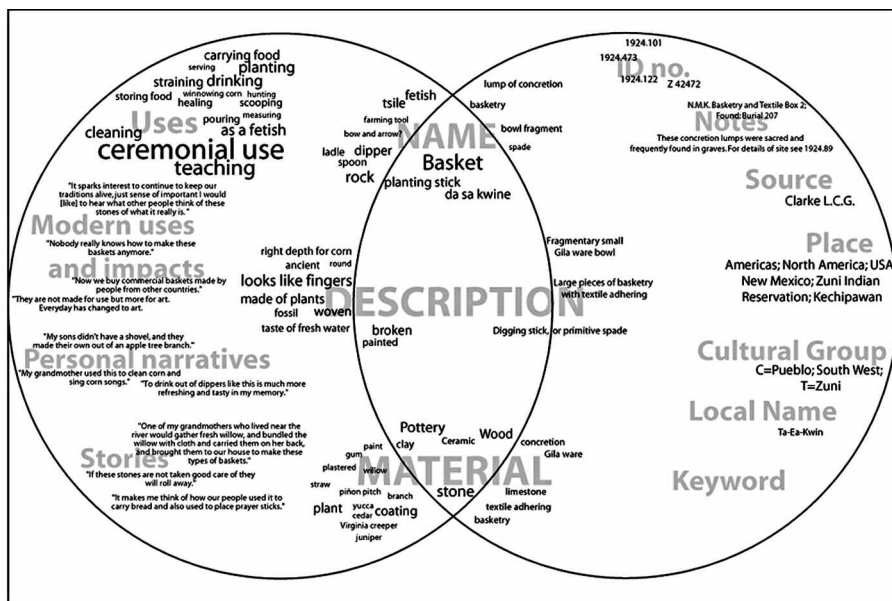 carrying food
serving
planting
straining
drinking
winnowing corn
hunting
storing food
healing
scooping
measuring
pouring
Uses
cleaning
as a fetish
ceremonial use
teaching
"It sparks interest to continue to keep our
traditions alive, just sense of important I would
[like] to hear what other people think of these
stones of what it really is. "
Modern uses
"Nobody really knows how to make these
baskets anymore."
and impacts
"Now we buy commercial baskets made by
people from other countries."
"They are not made for use but more for art.
Everyday has changed to art.
"My sons didn't have a shovel, and they
made their own out of an apple tree branch."
Personal narratives
"My grandmother used this to clean corn and
sing corn songs."
"To drink out of dippers like this is much more
refreshing and tasty in my memory."
"One of my grandmothers who lived near the
river would gather fresh willow, and bundled the
willow with cloth and carried them on her back,
and brought them to our house to make these
types of baskets."
Stories
"If these stones are not taken good care of they
will roll away."
"It makes me think of how our people used it to
carry bread and also used to place prayer sticks."
fetish
tsile
farming tool
bow and arrow?
NAME
ladle
dipper
spoon
Basket
rock
planting stick
da sa kwine
right depth for corn
ancient
round
looks like fingers
made of plants
DESCRIPTION
fossil
woven
taste of fresh water
broken
painted
Pottery
Wood
paint
clay
Ceramic
gum
plastered
willow
MATERIAL
straw
piñon pitch
branch
stone
plant
yucca
cedar
coating
Virginia creeper
juniper
lump of concretion
basketry
bowl fragment
spade
Fragmentary small
Gila ware bowl
Large pieces of basketry
with textile adhering
Digging stick, or primitive spade
concretion
Gila ware
limestone
textile adhering
basketry
1924.101
1924.473
ID no.
1924.122
Z 42472
N.M.K. Basketry and Textile Box 2;
Found: Burial 207
Notes
These concretion lumps were sacred and
frequently found in graves. For details of site see 1924.89
Source
Clarke L.C.G.
Place
Americas; North America; USA
New Mexico; Zuni Indian
Reservation; Kechipawan
Cultural Group
C=Pueblo; South West;
T=Zuni
Local Name
Ta-Ea-Kwin
Keyword